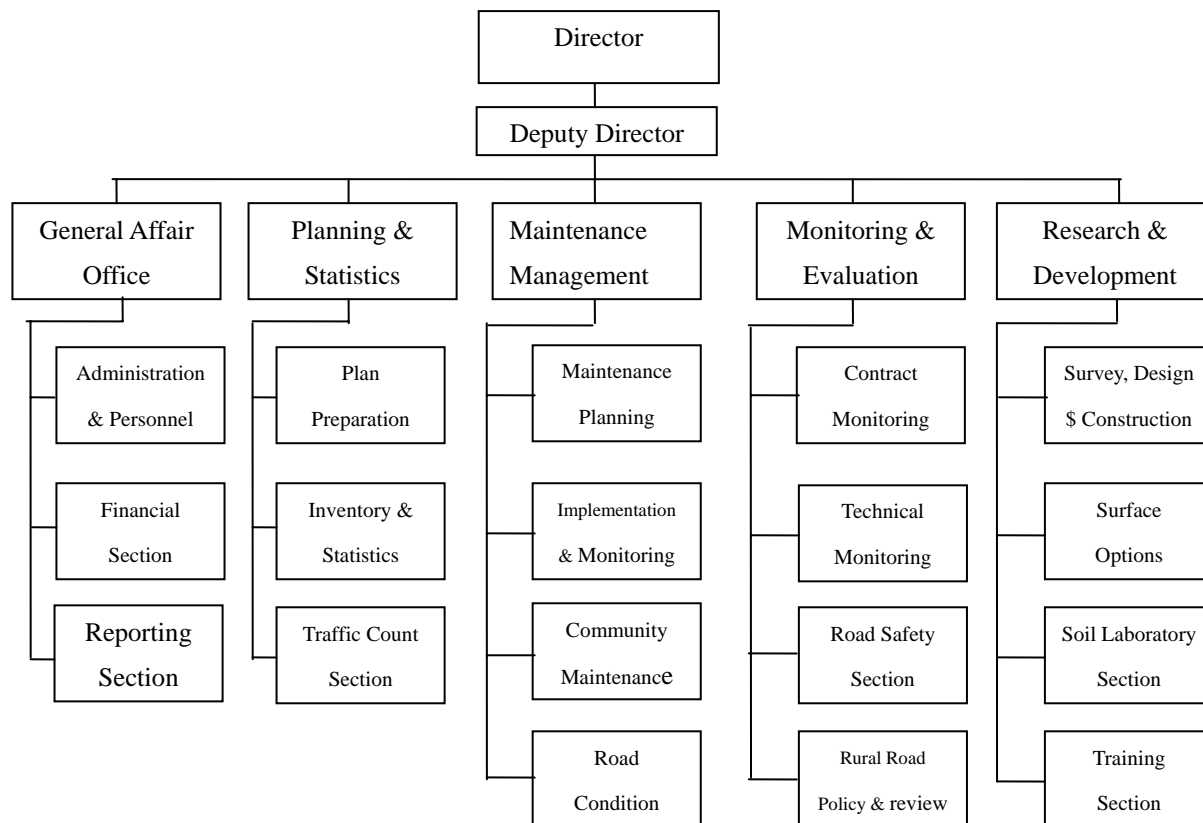 Director
Deputy Director
General Affair
Office
Planning &
Statistics
Maintenance
Management
Monitoring &
Evaluation
Research &
Development
Administration
& Personnel
Plan
Preparation
Maintenance
Planning
Contract
Monitoring
Survey, Design
$ Construction
Financial
Section
Inventory &
Statistics
Implementation
& Monitoring
Technical
Monitoring
Surface
Options
Reporting
Section
Traffic Count
Section
Community
Maintenance
Road Safety
Section
Soil Laboratory
Section
Road
Condition
Rural Road
Policy & review
Training
Section